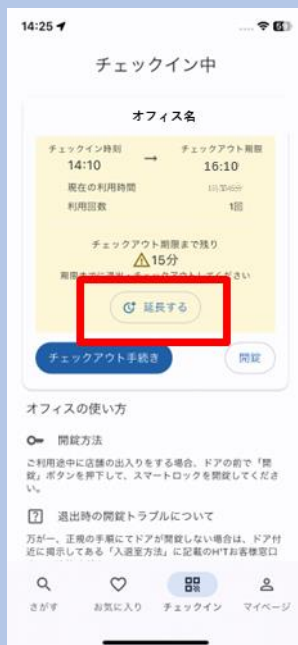 14:25
チェックイン中
オフィス名
チェックイン時刻
チェックアウト期限
14:10
→
16:10
現在の利用時間
利用回数
1回
チェックアウト期限まで残り
15分
延長する
チェックアウト手続き
開錠
オフィスの使い方
開錠方法
ご利用途中に店舗の出入りをする場合、ドアの前で「開
錠」ボタンを押下して、スマートロックを開錠してくださ
い。
退出時の開錠トラブルについて
万が一、正規の手順にてドアが開錠しない場合は、ドア付
近に掲示してある「入退室方法」に記載のH'Tお客様窓口
さがす
お気に入り
チェックイン
マイページ